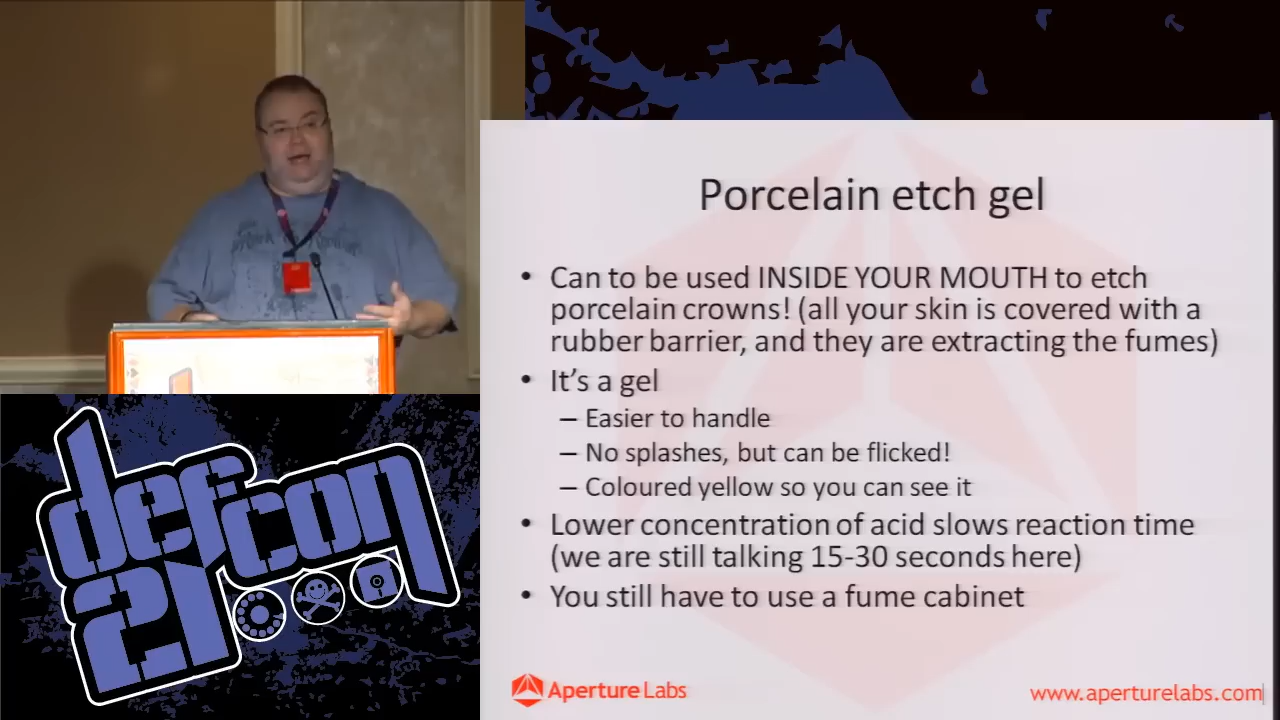 Porcelain etch gel
• Can to be used INSIDE YOUR MOUTH to etch
porcelain crowns! (all your skin is covered with a
rubber barrier, and they are extracting the fumes)
• It's a gel
– Easier to handle
– No splashes, but can be flicked!
– Coloured yellow so you can see it
• Lower concentration of acid slows reaction time
(we are still talking 15-30 seconds here)
• You still have to use a fume cabinet
Aperture Labs
www.aperturelabs.com
defcon
21